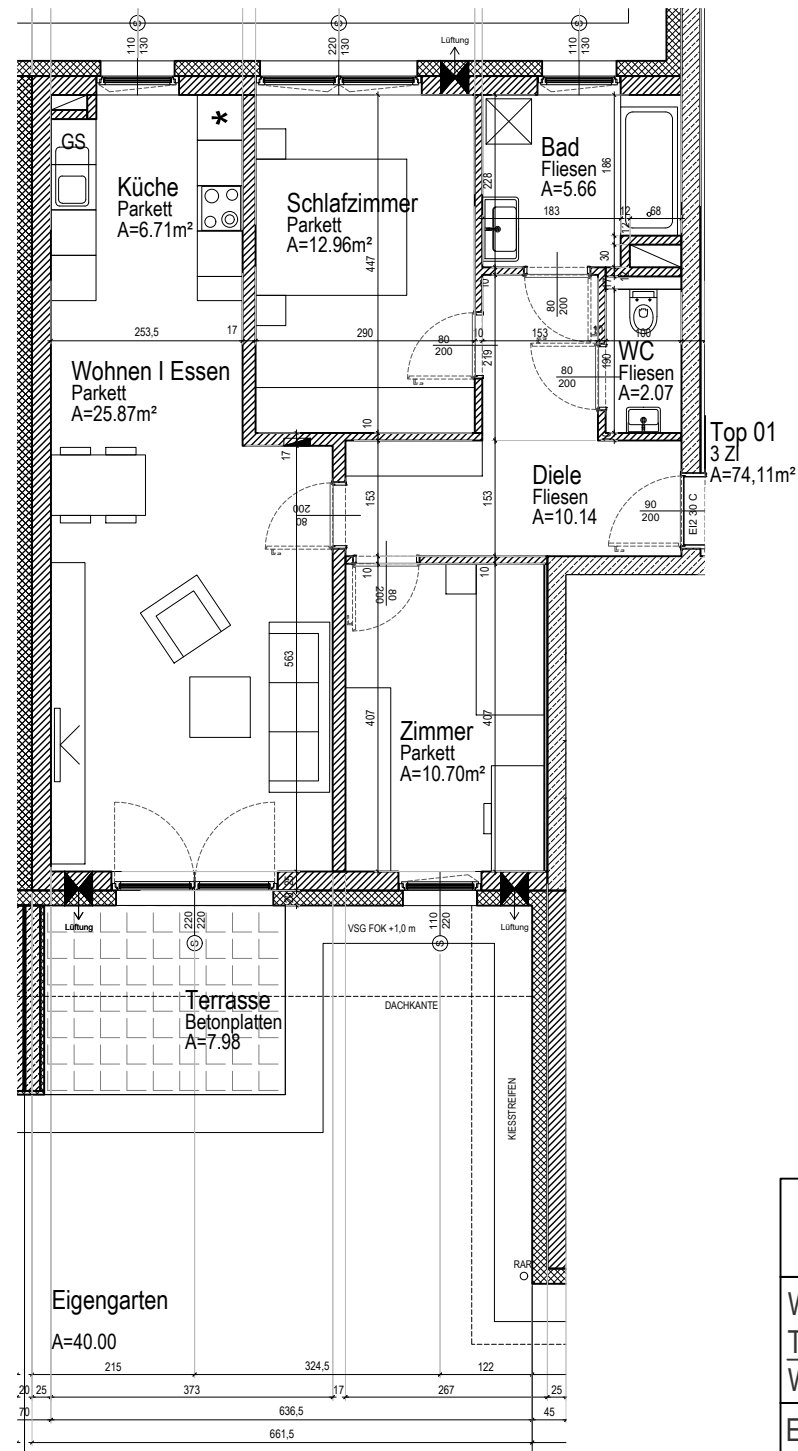 110
130
220
130
Lüftung
110
130
GS
Küche
Parkett
A=6.71m²
Schlafzimmer
Parkett
A=12.96m²
447
228
Bad
Fliesen
A=5.66
186
183
12
68
12
30
10
80
200
253,5
17
290
10
153
10
100
80
200
219
80
200
190
WC
Fliesen
A=2.07
Wohnen I Essen
Parkett
A=25.87m²
10
17
Top 01
3 ZI
A=74,11m²
Diele
Fliesen
A=10.14
153
153
80
200
90
200
EI2 30 C
10
80
200
10
563
407
407
Zimmer
Parkett
A=10.70m²
25
Lüftung
220
220
VSG FOK +1,0 m
110
220
Lüftung
Terrasse
Betonplatten
A=7.98
DACHKANTE
KIESSTREIFEN
RAR
Eigengarten
A=40.00
215
324,5
122
20
25
373
17
267
25
70
636,5
45
661,5